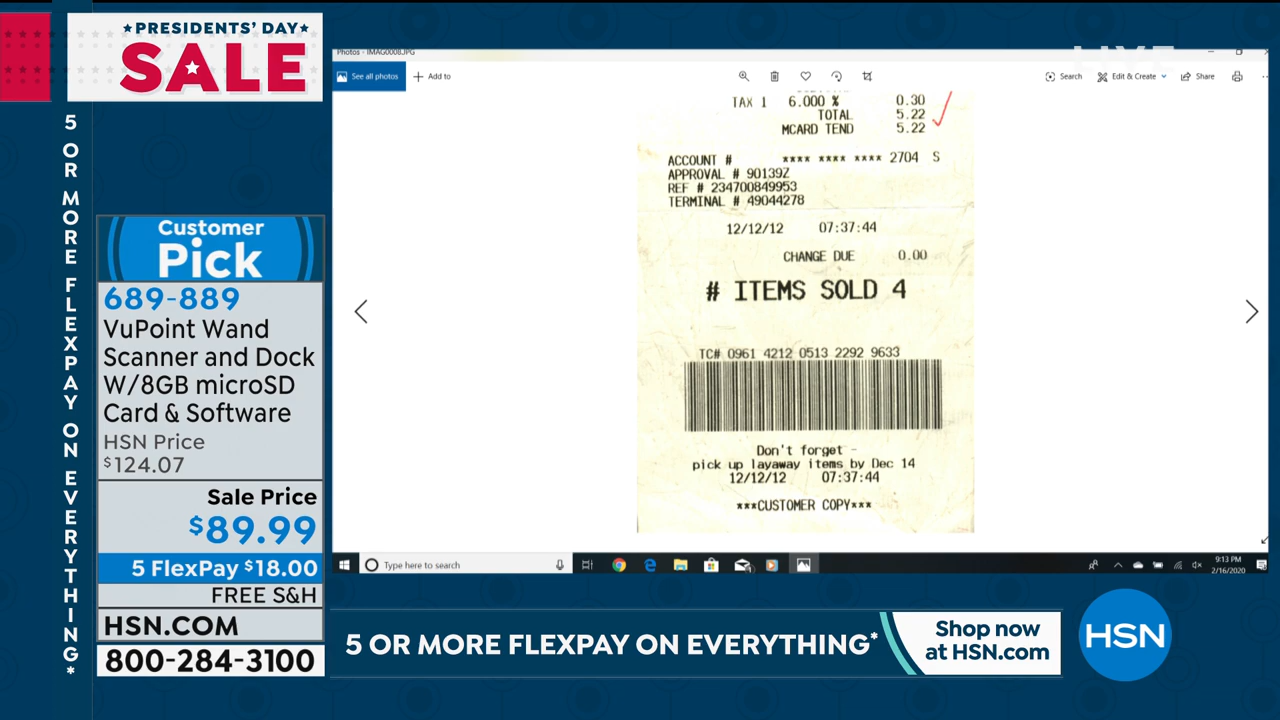 ★PRESIDENTS' DAY★
SALE
5 OR MORE FLEXPAY ON EVERYTHING*
Customer
Pick
689-889
VuPoint Wand
Scanner and Dock
W/8GB microSD
Card & Software
HSN Price
$124.07
Sale Price
$89.99
5 FlexPay $18.00
FREE S&H
HSN.COM
800-284-3100
LIVE
Photos - IMAG0008.JPG
See all photos
Add to
Search
Edit & Create
Share
TAX 1 6.000 % 0.30
TOTAL 5.22
MCARD TEND 5.22
ACCOUNT # **** **** **** 2704 S
APPROVAL # 90139Z
REF # 234700849953
TERMINAL # 49044278
12/12/12 07:37:44
CHANGE DUE 0.00
# ITEMS SOLD 4
TC# 0961 4212 0513 2292 9633
Don't forget -
pick up layaway items by Dec 14
12/12/12 07:37:44
***CUSTOMER COPY***
Type here to search
9:13 PM
2/16/2020
5 OR MORE FLEXPAY ON EVERYTHING*
Shop now
at HSN.com
HSN